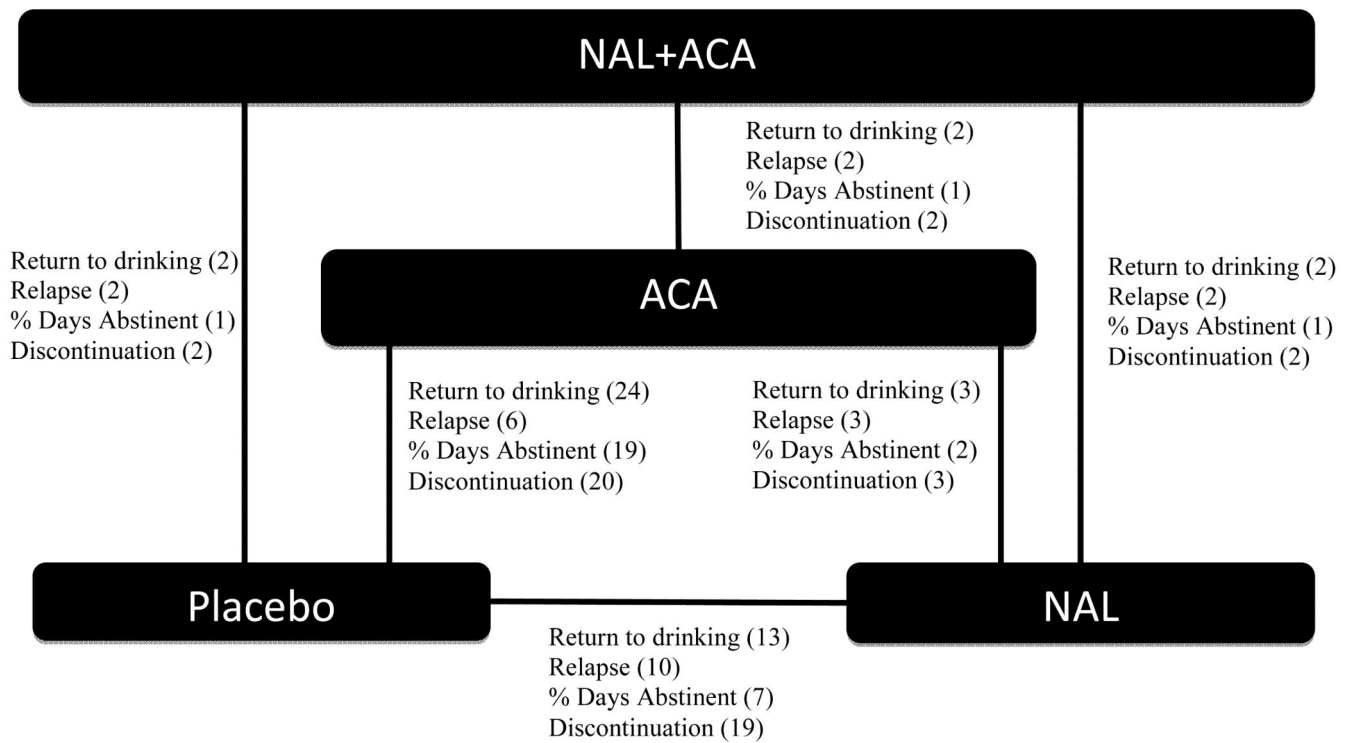 NAL+ACA
Return to drinking (2)
Relapse (2)
% Days Abstinent (1)
Discontinuation (2)
Return to drinking (2)
Relapse (2)
% Days Abstinent (1)
Discontinuation (2)
ACA
Return to drinking (2)
Relapse (2)
% Days Abstinent (1)
Discontinuation (2)
Return to drinking (24)
Relapse (6)
% Days Abstinent (19)
Discontinuation (20)
Return to drinking (3)
Relapse (3)
% Days Abstinent (2)
Discontinuation (3)
Placebo
NAL
Return to drinking (13)
Relapse (10)
% Days Abstinent (7)
Discontinuation (19)